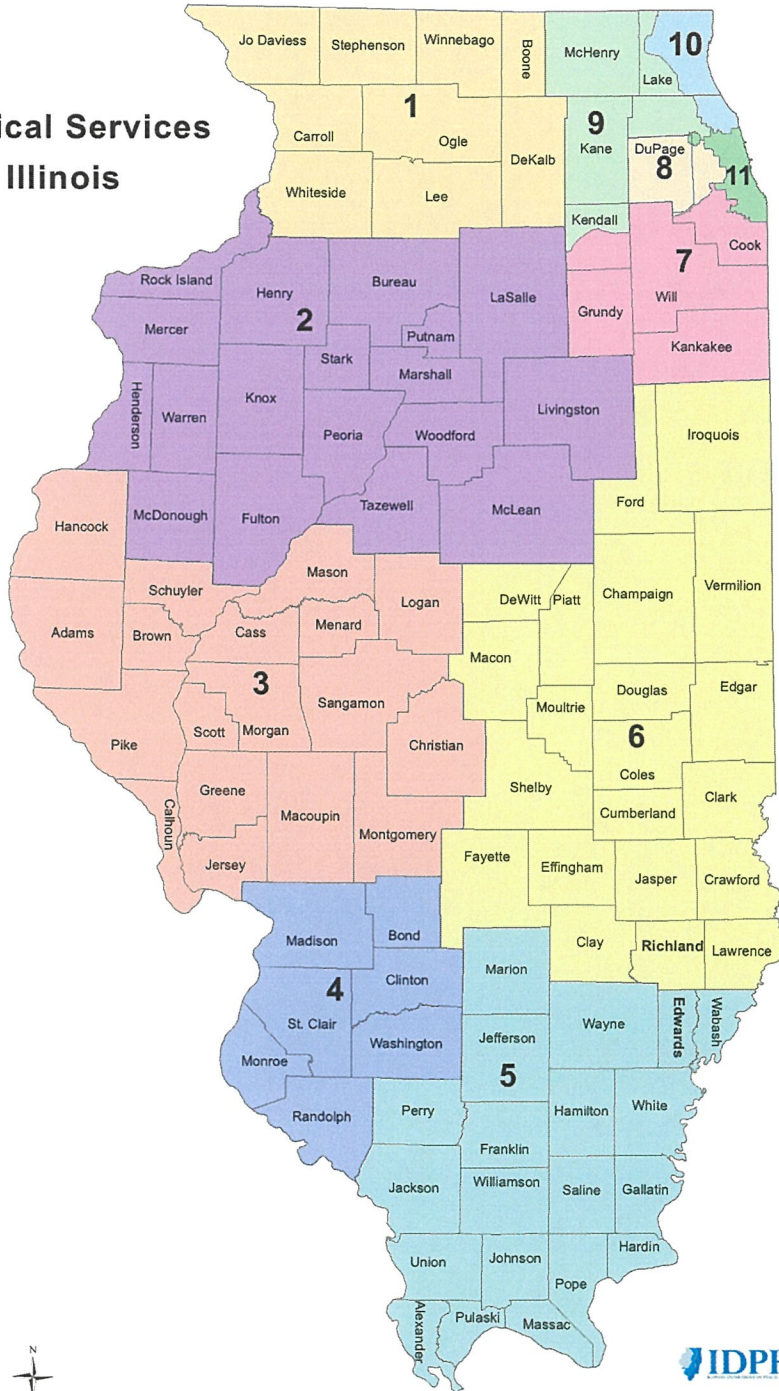 ical Services
Illinois
Jo Daviess
Stephenson
Winnebago
Boone
McHenry
Lake
10
1
Carroll
Ogle
DeKalb
9
Kane
DuPage
8
11
Whiteside
Lee
Kendall
Cook
7
Will
Grundy
Kankakee
Rock Island
Henry
Bureau
LaSalle
2
Mercer
Putnam
Stark
Marshall
Henderson
Warren
Knox
Peoria
Woodford
Livingston
Iroquois
McDonough
Fulton
Tazewell
McLean
Ford
Hancock
Mason
Schuyler
Logan
DeWitt
Piatt
Champaign
Vermilion
Adams
Brown
Cass
Menard
Macon
3
Sangamon
Douglas
Edgar
Pike
Scott
Morgan
Christian
Moultrie
6
Coles
Greene
Macoupin
Shelby
Cumberland
Clark
Calhoun
Jersey
Montgomery
Fayette
Effingham
Jasper
Crawford
Madison
Bond
Clay
Richland
Lawrence
Marion
Clinton
4
St. Clair
Wayne
Edwards
Wabash
Washington
Jefferson
5
Monroe
Randolph
Perry
Hamilton
White
Franklin
Jackson
Williamson
Saline
Gallatin
Union
Johnson
Hardin
Pope
Alexander
Pulaski
Massac
N
IDPH